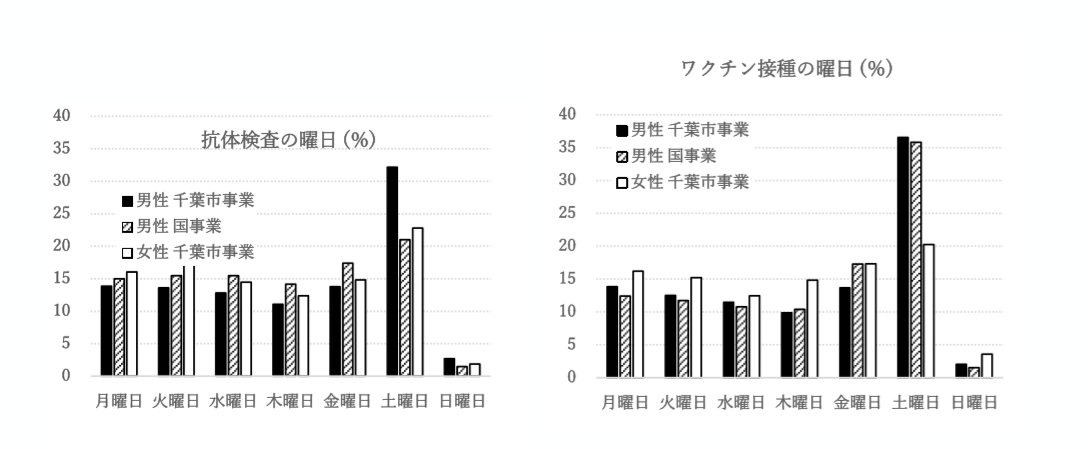 抗体検査の曜日 (%)
40
35
30
25
20
15
10
5
0
男性 千葉市事業
男性 国事業
女性 千葉市事業
月曜日 火曜日 水曜日 木曜日 金曜日 土曜日 日曜日
ワクチン接種の曜日 (%)
40
35
30
25
20
15
10
5
0
男性 千葉市事業
男性 国事業
女性 千葉市事業
月曜日 火曜日 水曜日 木曜日 金曜日 土曜日 日曜日